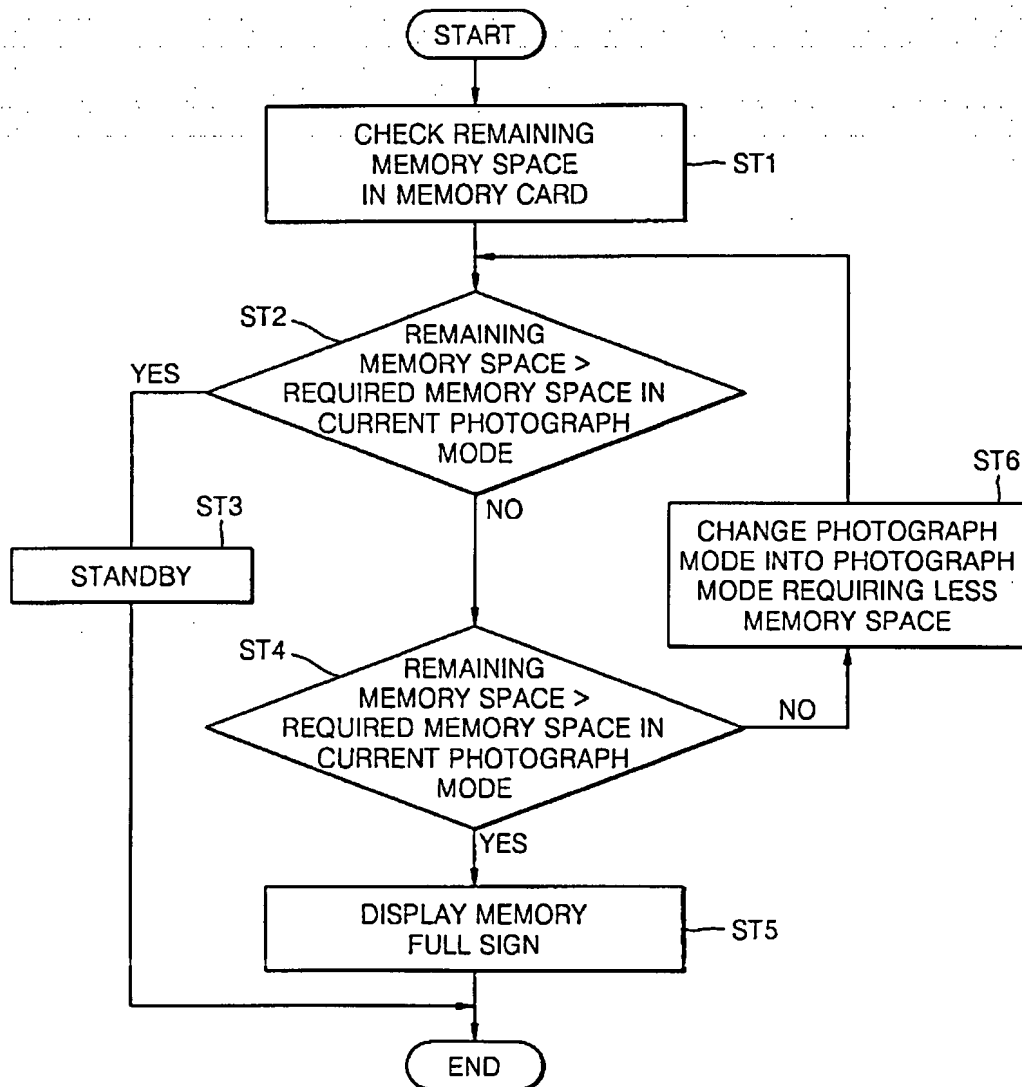 START
CHECK REMAINING
MEMORY SPACE
IN MEMORY CARD
ST1
ST2
REMAINING
MEMORY SPACE >
REQUIRED MEMORY SPACE IN
CURRENT PHOTOGRAPH
MODE
YES
NO
ST3
STANDBY
ST6
CHANGE PHOTOGRAPH
MODE INTO PHOTOGRAPH
MODE REQUIRING LESS
MEMORY SPACE
ST4
REMAINING
MEMORY SPACE >
REQUIRED MEMORY SPACE IN
CURRENT PHOTOGRAPH
MODE
NO
YES
DISPLAY MEMORY
FULL SIGN
ST5
END